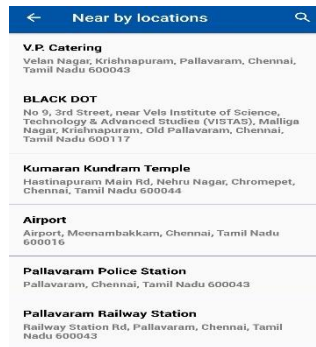 Near by locations
V.P. Catering
Velan Nagar, Krishnapuram, Pallavaram, Chennai,
Tamil Nadu 600043
BLACK DOT
No 9, 3rd Street, near Vels Institute of Science,
Technology & Advanced Studies (VISTAS), Malliga
Nagar, Krishnapuram, Old Pallavaram, Chennai,
Tamil Nadu 600117
Kumaran Kundram Temple
Hastinapuram Main Rd, Nehru Nagar, Chromepet,
Chennai, Tamil Nadu 600044
Airport
Airport, Meenambakkam, Chennai, Tamil Nadu
600016
Pallavaram Police Station
Pallavaram, Chennai, Tamil Nadu 600043
Pallavaram Railway Station
Railway Station Rd, Pallavaram, Chennai, Tamil
Nadu 600043